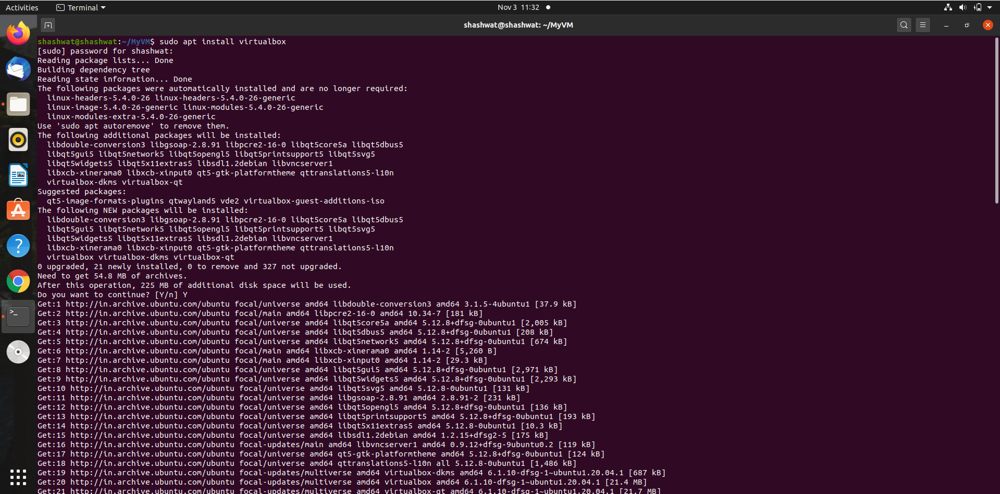 Activities
Terminal
Nov 3 11:32
shashwat@shashwat: ~/MyVM
shashwat@shashwat:~/MyVM$ sudo apt install virtualbox
[sudo] password for shashwat:
Reading package lists... Done
Building dependency tree
Reading state information... Done
The following packages were automatically installed and are no longer required:
linux-headers-5.4.0-26 linux-headers-5.4.0-26-generic
linux-image-5.4.0-26-generic linux-modules-5.4.0-26-generic
linux-modules-extra-5.4.0-26-generic
Use 'sudo apt autoremove' to remove them.
The following additional packages will be installed:
libdouble-conversion3 libgsoap-2.8.91 libpcre2-16-0 libqt5core5a libqt5dbus5
libqt5gui5 libqt5network5 libqt5opengl5 libqt5printsupport5 libqt5svg5
libqt5widgets5 libqt5x11extras5 libsdl1.2debian libvncserver1
libxcb-xinerama0 libxcb-xinput0 qt5-gtk-platformtheme qttranslations5-l10n
virtualbox-dkms virtualbox-qt
Suggested packages:
qt5-image-formats-plugins qtwayland5 vde2 virtualbox-guest-additions-iso
The following NEW packages will be installed:
libdouble-conversion3 libgsoap-2.8.91 libpcre2-16-0 libqt5core5a libqt5dbus5
libqt5gui5 libqt5network5 libqt5opengl5 libqt5printsupport5 libqt5svg5
libqt5widgets5 libqt5x11extras5 libsdl1.2debian libvncserver1
libxcb-xinerama0 libxcb-xinput0 qt5-gtk-platformtheme qttranslations5-l10n
virtualbox virtualbox-dkms virtualbox-qt
0 upgraded, 21 newly installed, 0 to remove and 327 not upgraded.
Need to get 54.8 MB of archives.
After this operation, 225 MB of additional disk space will be used.
Do you want to continue? [Y/n] Y
Get:1 http://in.archive.ubuntu.com/ubuntu focal/universe amd64 libdouble-conversion3 amd64 3.1.5-4ubuntu1 [37.9 kB]
Get:2 http://in.archive.ubuntu.com/ubuntu focal/main amd64 libpcre2-16-0 amd64 10.34-7 [181 kB]
Get:3 http://in.archive.ubuntu.com/ubuntu focal/universe amd64 libqt5core5a amd64 5.12.8+dfsg-0ubuntu1 [2,005 kB]
Get:4 http://in.archive.ubuntu.com/ubuntu focal/universe amd64 libqt5dbus5 amd64 5.12.8+dfsg-0ubuntu1 [208 kB]
Get:5 http://in.archive.ubuntu.com/ubuntu focal/universe amd64 libqt5network5 amd64 5.12.8+dfsg-0ubuntu1 [674 kB]
Get:6 http://in.archive.ubuntu.com/ubuntu focal/main amd64 libxcb-xinerama0 amd64 1.14-2 [5,260 B]
Get:7 http://in.archive.ubuntu.com/ubuntu focal/main amd64 libxcb-xinput0 amd64 1.14-2 [29.3 kB]
Get:8 http://in.archive.ubuntu.com/ubuntu focal/universe amd64 libqt5gui5 amd64 5.12.8+dfsg-0ubuntu1 [2,971 kB]
Get:9 http://in.archive.ubuntu.com/ubuntu focal/universe amd64 libqt5widgets5 amd64 5.12.8+dfsg-0ubuntu1 [2,293 kB]
Get:10 http://in.archive.ubuntu.com/ubuntu focal/universe amd64 libqt5svg5 amd64 5.12.8-0ubuntu1 [131 kB]
Get:11 http://in.archive.ubuntu.com/ubuntu focal/universe amd64 libgsoap-2.8.91 amd64 2.8.91-2 [231 kB]
Get:12 http://in.archive.ubuntu.com/ubuntu focal/universe amd64 libqt5opengl5 amd64 5.12.8+dfsg-0ubuntu1 [136 kB]
Get:13 http://in.archive.ubuntu.com/ubuntu focal/universe amd64 libqt5printsupport5 amd64 5.12.8+dfsg-0ubuntu1 [193 kB]
Get:14 http://in.archive.ubuntu.com/ubuntu focal/universe amd64 libqt5x11extras5 amd64 5.12.8-0ubuntu1 [10.3 kB]
Get:15 http://in.archive.ubuntu.com/ubuntu focal/universe amd64 libsdl1.2debian amd64 1.2.15+dfsg2-5 [175 kB]
Get:16 http://in.archive.ubuntu.com/ubuntu focal-updates/main amd64 libvncserver1 amd64 0.9.12+dfsg-9ubuntu0.2 [119 kB]
Get:17 http://in.archive.ubuntu.com/ubuntu focal/universe amd64 qt5-gtk-platformtheme amd64 5.12.8+dfsg-0ubuntu1 [124 kB]
Get:18 http://in.archive.ubuntu.com/ubuntu focal/universe amd64 qttranslations5-l10n all 5.12.8-0ubuntu1 [1,486 kB]
Get:19 http://in.archive.ubuntu.com/ubuntu focal-updates/multiverse amd64 virtualbox-dkms amd64 6.1.10-dfsg-1~ubuntu1.20.04.1 [687 kB]
Get:20 http://in.archive.ubuntu.com/ubuntu focal-updates/multiverse amd64 virtualbox amd64 6.1.10-dfsg-1~ubuntu1.20.04.1 [21.4 MB]
Get:21 http://in.archive.ubuntu.com/ubuntu focal-updates/multiverse amd64 virtualbox-qt amd64 6.1.10-dfsg-1~ubuntu1.20.04.1 [21.7 MB]